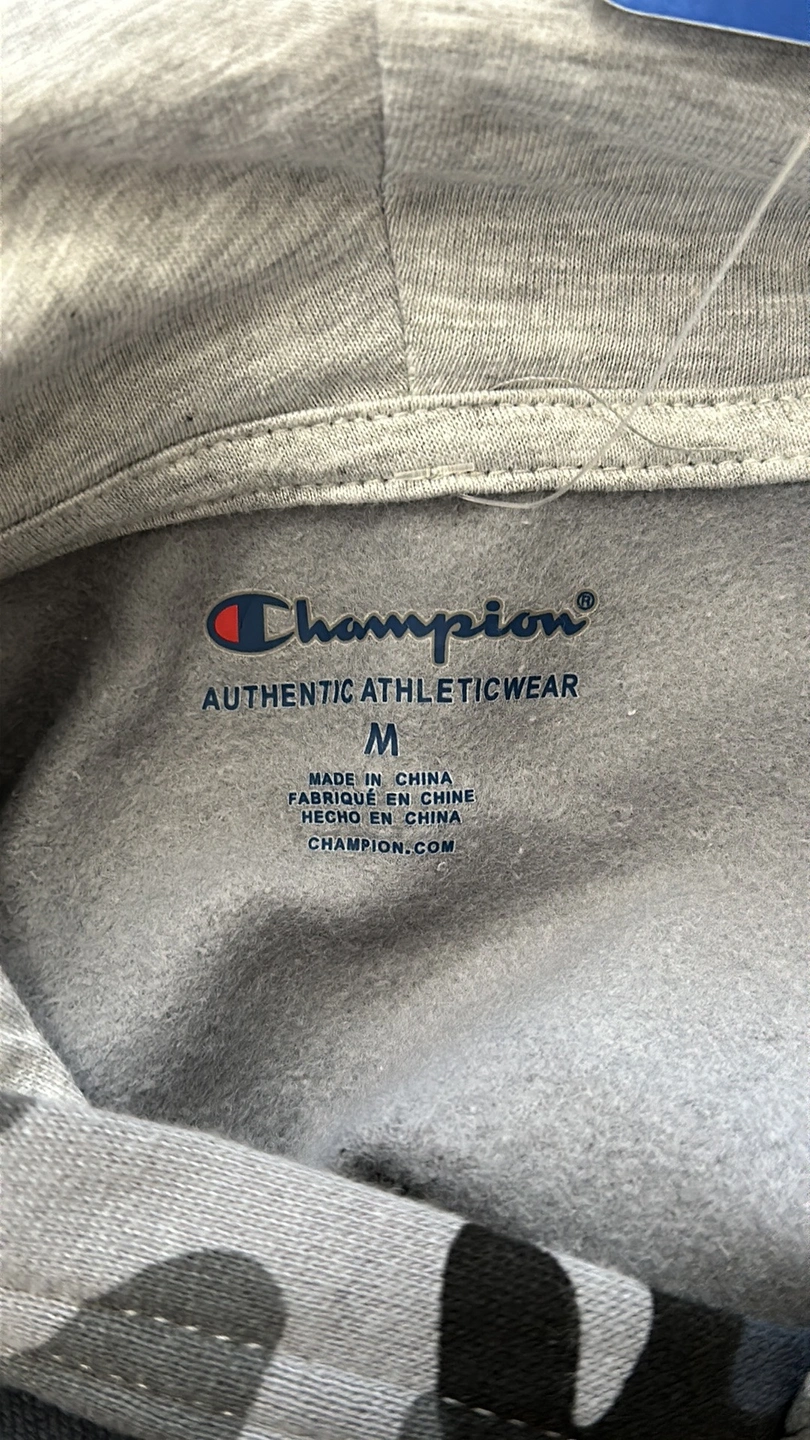 Champion®
AUTHENTIC ATHLETICWEAR
M
MADE IN CHINA
FABRIQUÉ EN CHINE
HECHO EN CHINA
CHAMPION.COM